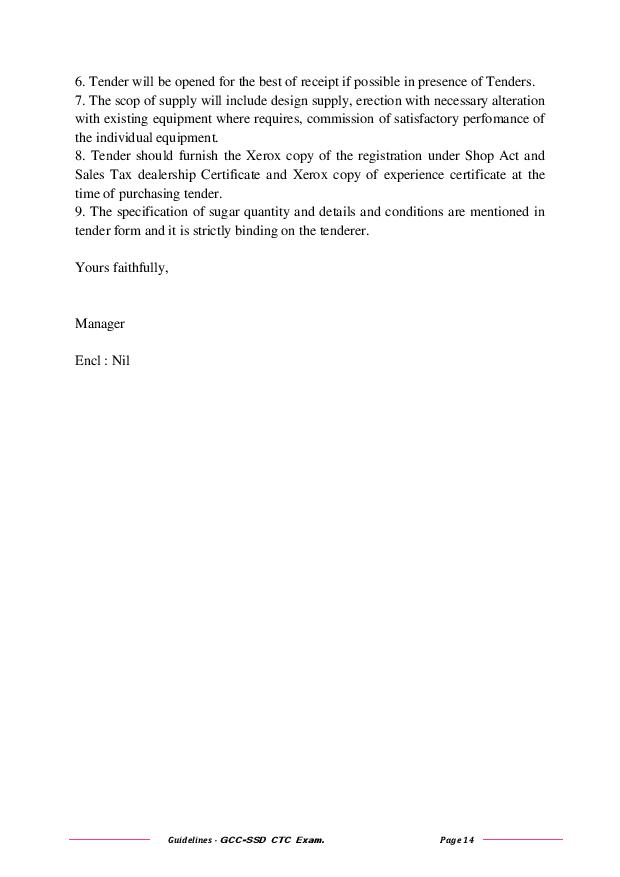 6. Tender will be opened for the best of receipt if possible in presence of Tenders.
7. The scop of supply will include design supply, erection with necessary alteration
with existing equipment where requires, commission of satisfactory perfomance of
the individual equipment.
8. Tender should furnish the Xerox copy of the registration under Shop Act and
Sales Tax dealership Certificate and Xerox copy of experience certificate at the
time of purchasing tender.
9. The specification of sugar quantity and details and conditions are mentioned in
tender form and it is strictly binding on the tenderer.
Yours faithfully,
Manager
Encl : Nil
Guidelines - GCC-SSD CTC Exam. Page 14